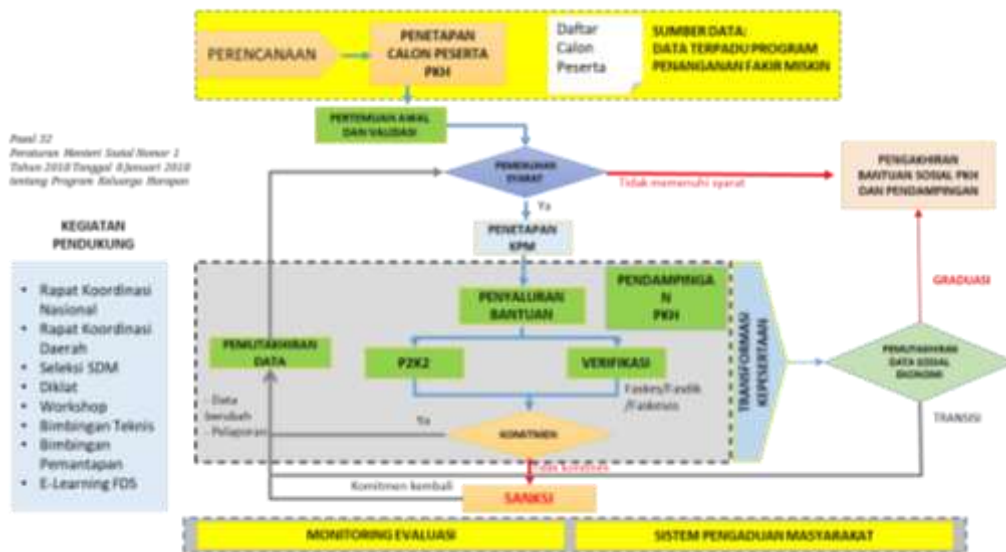 PERENCANAAN
PENETAPAN
CALON PESERTA
PKH
Daftar
Calon
Peserta
SUMBER DATA:
DATA TERPADU PROGRAM
PENANGANAN FAKIR MISKIN
PERTEMUAN AWAL
DAN VALIDASI
Pasal 32
Peraturan Menteri Sosial Nomor 1
Tahun 2018 Tanggal 8 Januari 2018
tentang Program Keluarga Harapan
PEMENUHAN
SYARAT
Tidak memenuhi syarat
PENGAKHIRAN
BANTUAN SOSIAL PKH
DAN PENDAMPINGAN
Ya
PENETAPAN
KPM
KEGIATAN
PENDUKUNG
• Rapat Koordinasi
Nasional
• Rapat Koordinasi
Daerah
• Seleksi SDM
• Diklat
• Workshop
• Bimbingan Teknis
• Bimbingan
Pemantapan
• E-Learning FDS
PENYALURAN
BANTUAN
PENDAMPINGA
N
PKH
GRADUASI
PEMUTAKHIRAN
DATA
P2K2
VERIFIKASI
TRANSFORMASI
KEPESERTAAN
PEMUTAKHIRAN
DATA SOSIAL
EKONOMI
Faskes/Fasdik
/Faskesos
- Data
berubah
- Pelaporan
Ya
KOMITMEN
TRANSISI
Tidak komitmen
Komitmen kembali
SANKSI
MONITORING EVALUASI
SISTEM PENGADUAN MASYARAKAT